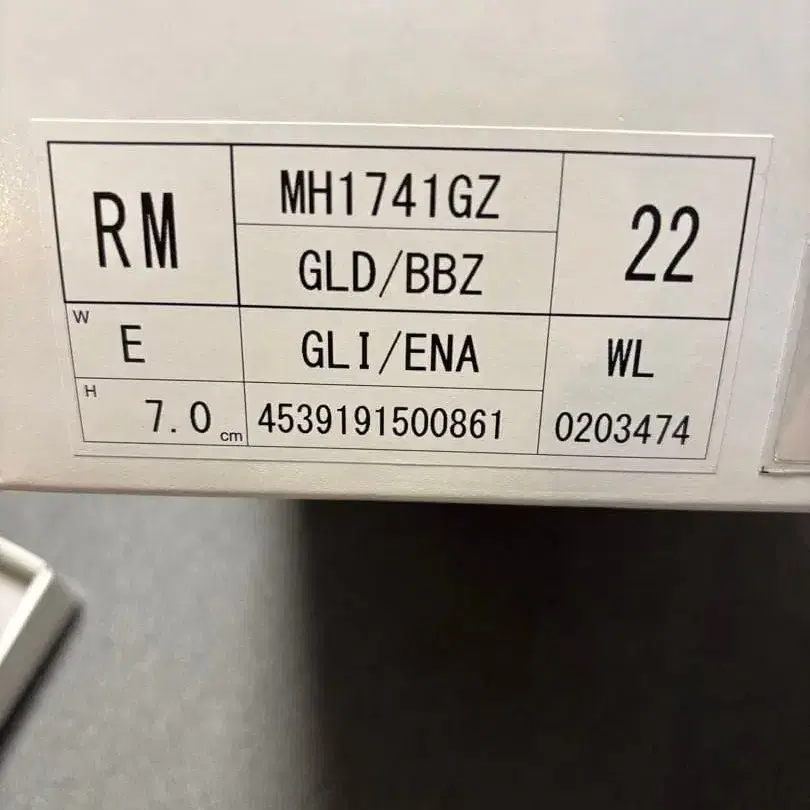 RM
MH1741GZ
GLD/BBZ
22
W
E
GLI/ENA
WL
H
7.0 cm
4539191500861
0203474